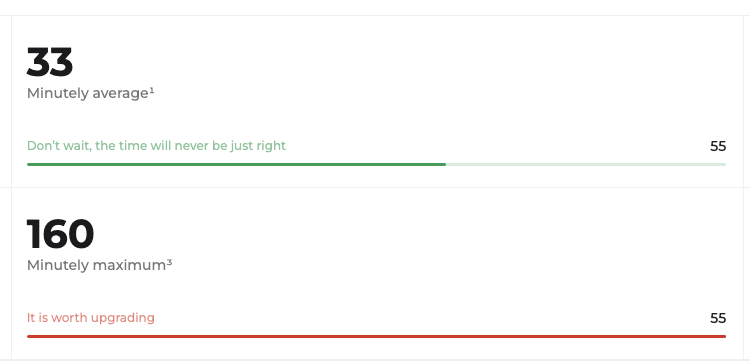 33
Minutely average¹
Don't wait, the time will never be just right
55
160
Minutely maximum³
It is worth upgrading
55